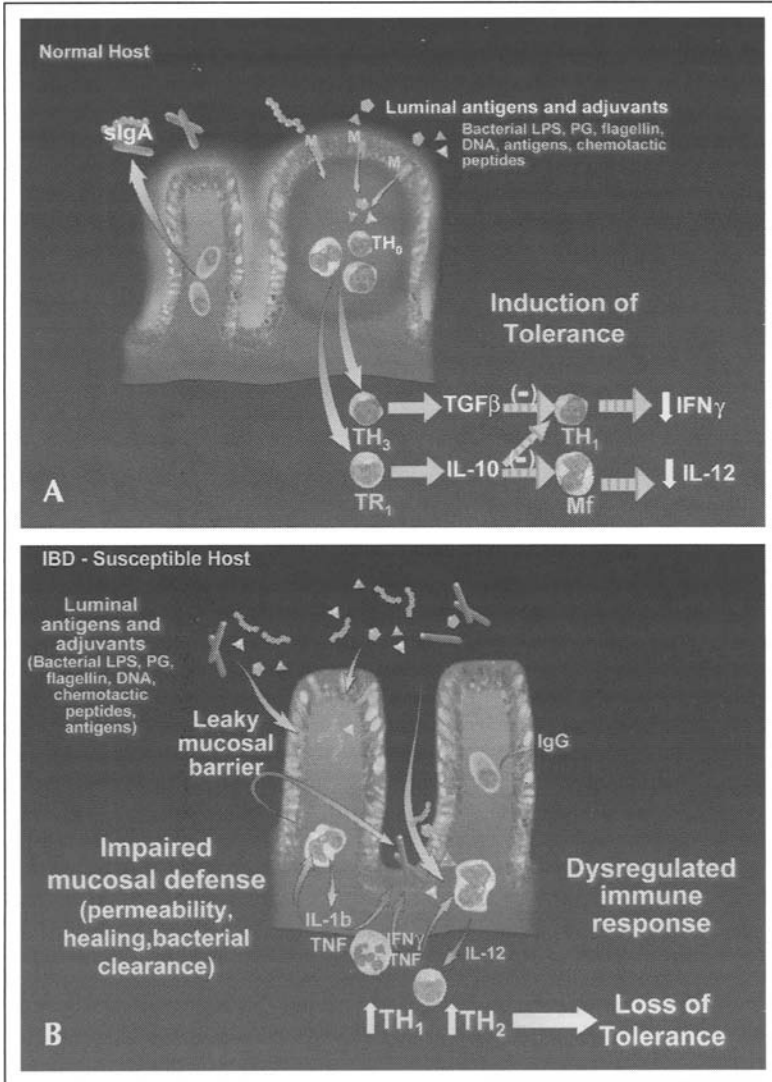 Normal Host
sIgA
M
M
M
Luminal antigens and adjuvants
Bacterial LPS, PG, flagellin,
DNA, antigens, chemotactic
peptides
TH0
Induction of
Tolerance
TH3
TGFβ
(-)
TH1
IFNγ
TR1
IL-10
(-)
Mf
IL-12
A
IBD - Susceptible Host
Luminal
antigens and
adjuvants
(Bacterial LPS, PG,
flagellin, DNA,
chemotactic
peptides,
antigens)
Leaky
mucosal
barrier
IgG
Impaired
mucosal defense
(permeability,
healing,bacterial
clearance)
Dysregulated
immune
response
IL-1b
TNF
IFNγ
TNF
IL-12
TH1
TH2
Loss of
Tolerance
B